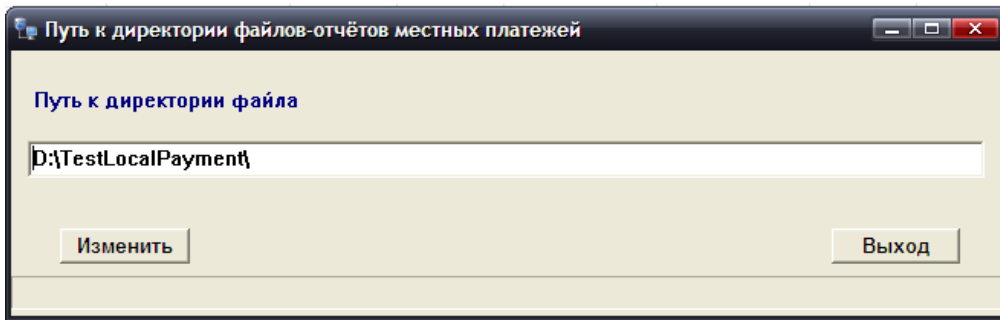 Путь к директории файлов-отчётов местных платежей
Путь к директории файла
D:\TestLocalPayment\
Изменить
Выход